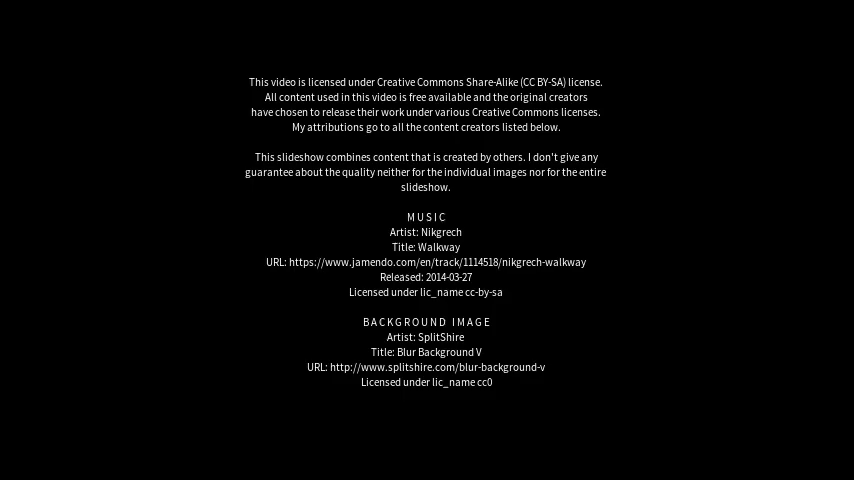 This video is licensed under Creative Commons Share-Alike (CC BY-SA) license.
All content used in this video is free available and the original creators
have chosen to release their work under various Creative Commons licenses.
My attributions go to all the content creators listed below.
This slideshow combines content that is created by others. I don't give any
guarantee about the quality neither for the individual images nor for the entire
slideshow.
MUSIC
Artist: Nikgrech
Title: Walkway
URL: https://www.jamendo.com/en/track/1114518/nikgrech-walkway
Released: 2014-03-27
Licensed under lic_name cc-by-sa
BACKGROUND IMAGE
Artist: SplitShire
Title: Blur Background V
URL: http://www.splitshire.com/blur-background-v
Licensed under lic_name cc0